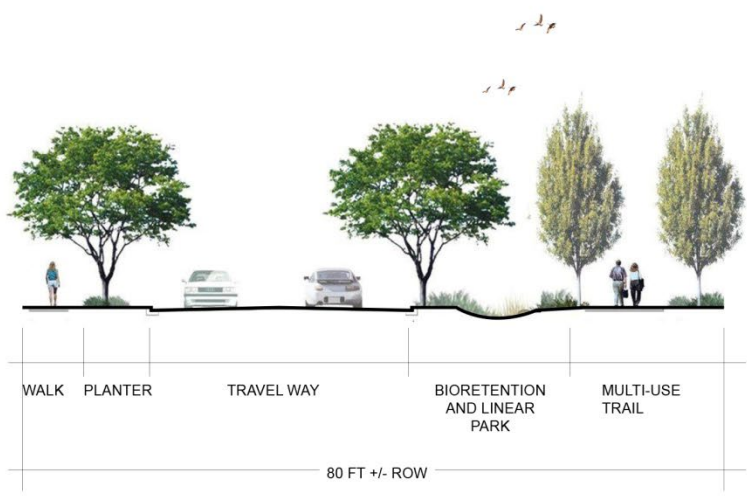 WALK
PLANTER
TRAVEL WAY
BIORETENTION
AND LINEAR
PARK
MULTI-USE
TRAIL
80 FT +/- ROW